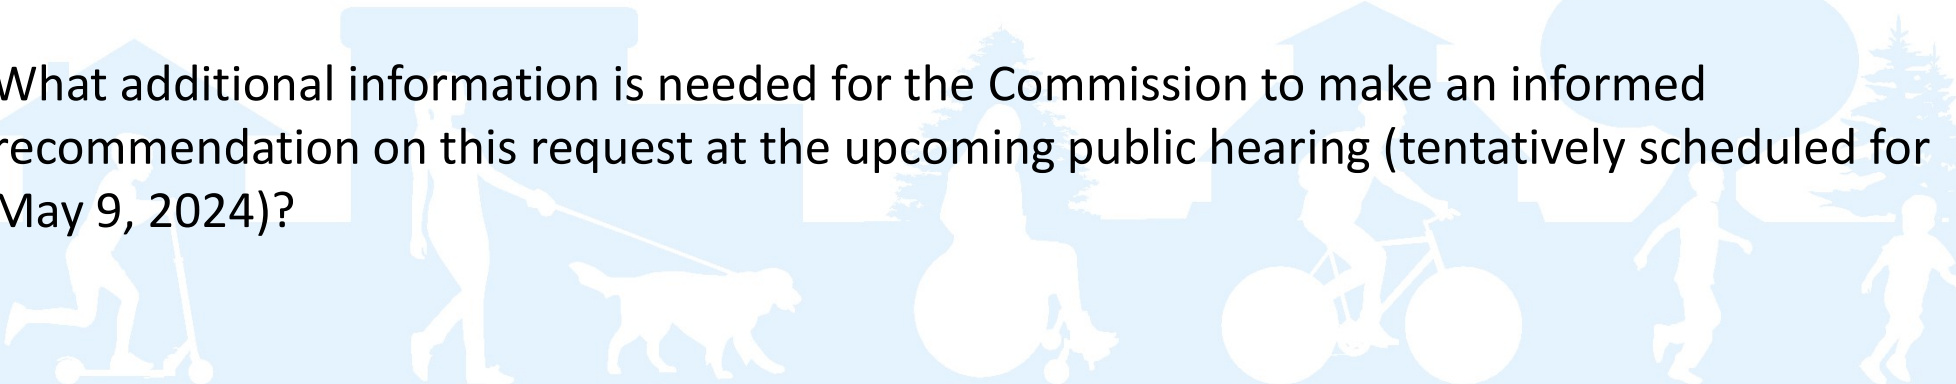 What additional information is needed for the Commission to make an informed
recommendation on this request at the upcoming public hearing (tentatively scheduled for
May 9, 2024)?